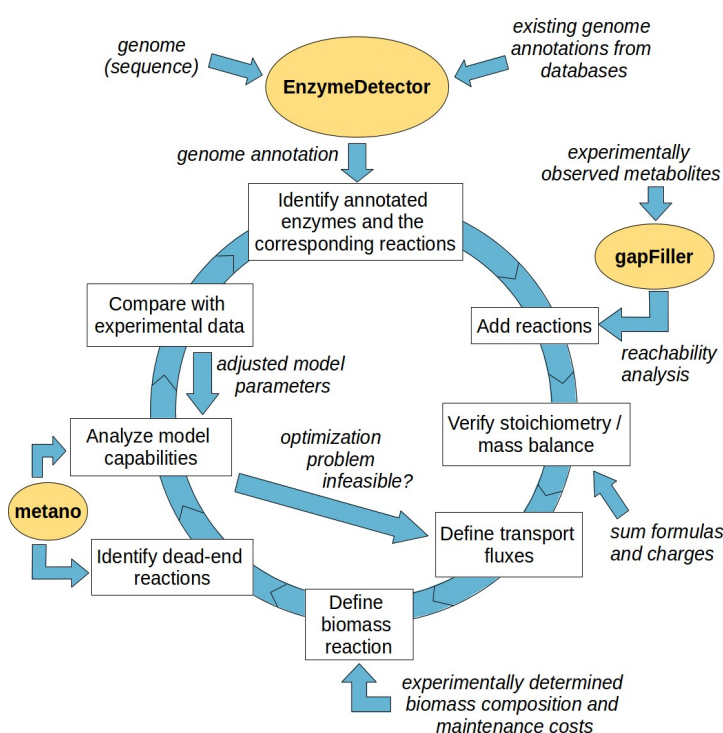 genome
(sequence)
EnzymeDetector
existing genome
annotations from
databases
genome annotation
experimentally
observed metabolites
Identify annotated
enzymes and the
corresponding reactions
gapFiller
Compare with
experimental data
Add reactions
reachability
analysis
adjusted model
parameters
Analyze model
capabilities
optimization
problem
infeasible?
Verify stoichiometry /
mass balance
metano
Identify dead-end
reactions
Define transport
fluxes
sum formulas
and charges
Define
biomass
reaction
experimentally determined
biomass composition and
maintenance costs